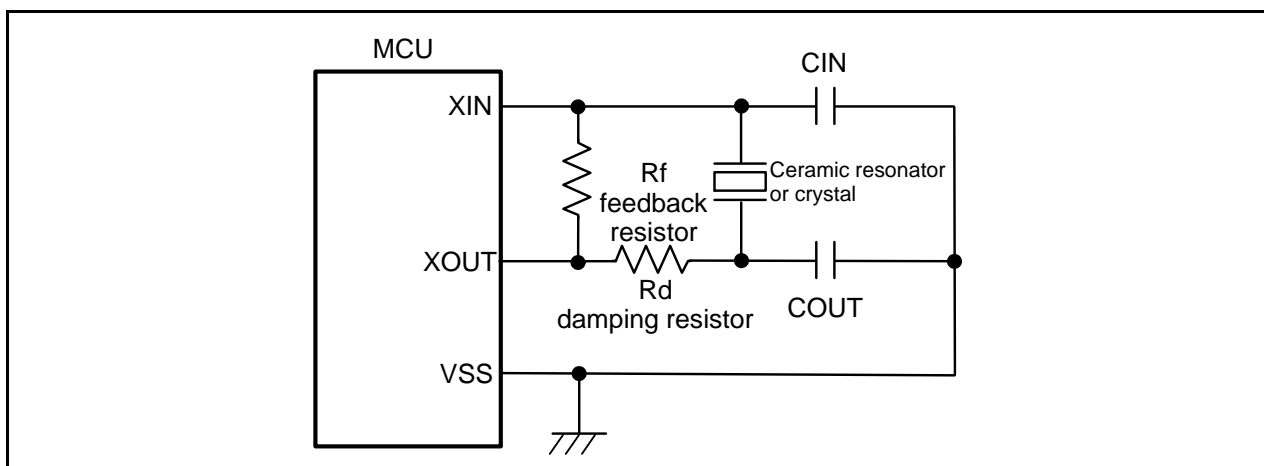 MCU
CIN
XIN
Ceramic resonator
or crystal
Rf
feedback
resistor
XOUT
Rd
damping resistor
COUT
VSS